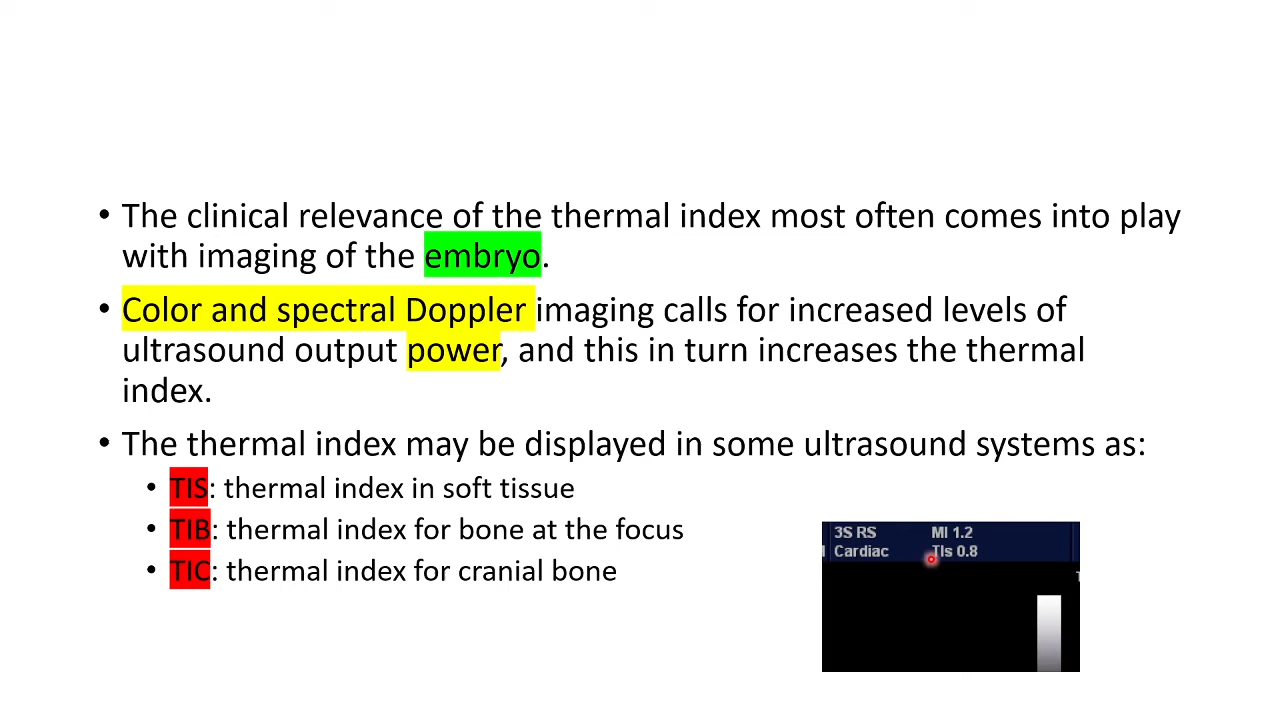 • The clinical relevance of the thermal index most often comes into play
with imaging of the embryo.
• Color and spectral Doppler imaging calls for increased levels of
ultrasound output power, and this in turn increases the thermal
index.
• The thermal index may be displayed in some ultrasound systems as:
• TIS: thermal index in soft tissue
• TIB: thermal index for bone at the focus
• TIC: thermal index for cranial bone
3S RS MI 1.2
Cardiac TIs 0.8